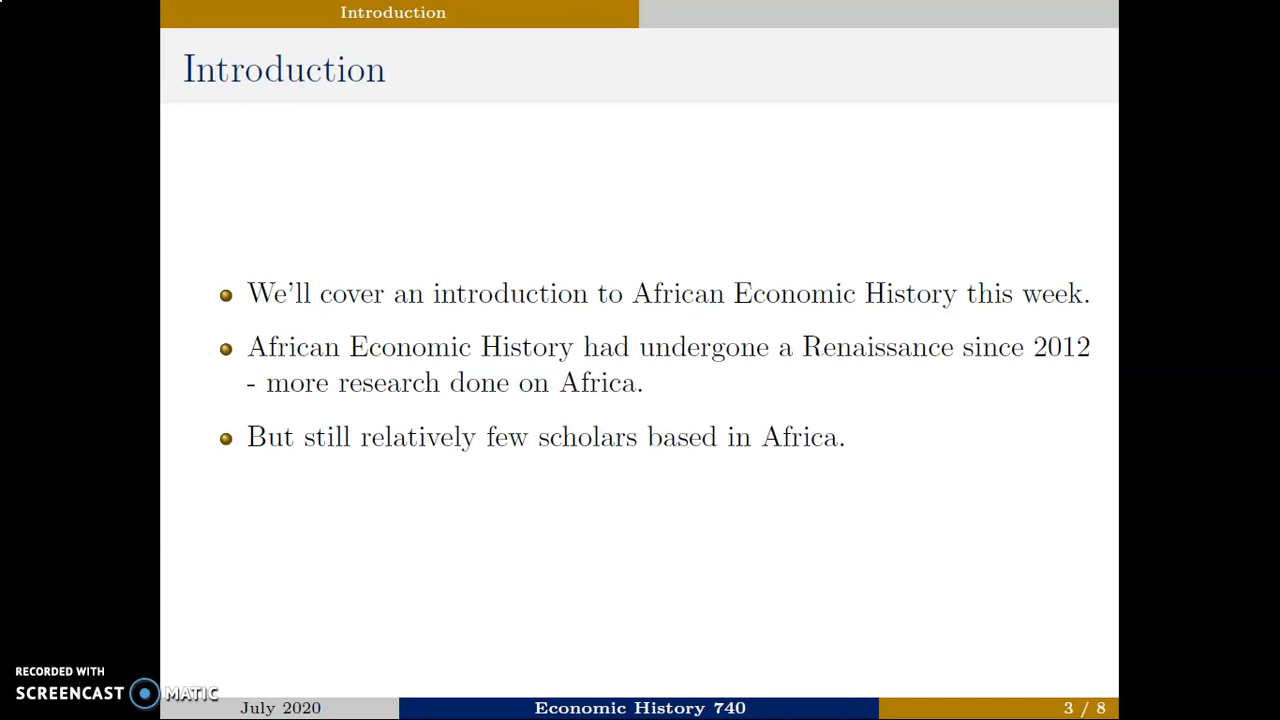 Introduction
Introduction
We'll cover an introduction to African Economic History this week.
African Economic History had undergone a Renaissance since 2012
- more research done on Africa.
But still relatively few scholars based in Africa.
RECORDED WITH
SCREENCAST MATIC
July 2020
Economic History 740
3 / 8